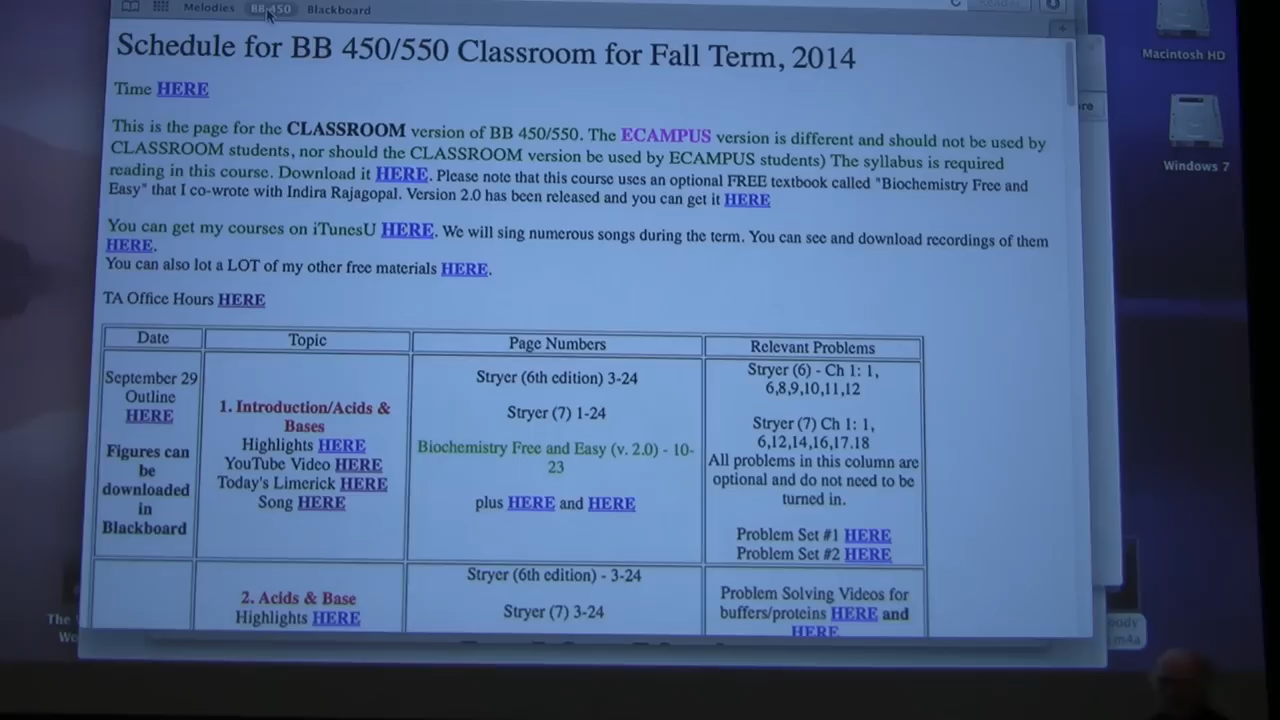 Melodies BB 450 Blackboard
Macintosh HD
Schedule for BB 450/550 Classroom for Fall Term, 2014
Time HERE
This is the page for the CLASSROOM version of BB 450/550. The ECAMPUS version is different and should not be used by
CLASSROOM students, nor should the CLASSROOM version be used by ECAMPUS students) The syllabus is required
reading in this course. Download it HERE. Please note that this course uses an optional FREE textbook called "Biochemistry Free and
Easy" that I co-wrote with Indira Rajagopal. Version 2.0 has been released and you can get it HERE
Windows 7
You can get my courses on iTunesU HERE. We will sing numerous songs during the term. You can see and download recordings of them
HERE.
You can also lot a LOT of my other free materials HERE.
TA Office Hours HERE
Date Topic Page Numbers Relevant Problems
September 29
Outline
HERE
Figures can
be
downloaded
in
Blackboard
1. Introduction/Acids &
Bases
Highlights HERE
YouTube Video HERE
Today's Limerick HERE
Song HERE
Stryer (6th edition) 3-24
Stryer (7) 1-24
Biochemistry Free and Easy (v. 2.0) - 10-
23
plus HERE and HERE
Stryer (6) - Ch 1: 1,
6,8,9,10,11,12
Stryer (7) Ch 1: 1,
6,12,14,16,17.18
All problems in this column are
optional and do not need to be
turned in.
Problem Set #1 HERE
Problem Set #2 HERE
2. Acids & Base
Highlights HERE
Stryer (6th edition) - 3-24
Stryer (7) 3-24
Problem Solving Videos for
buffers/proteins HERE and
HERE
The
m4a